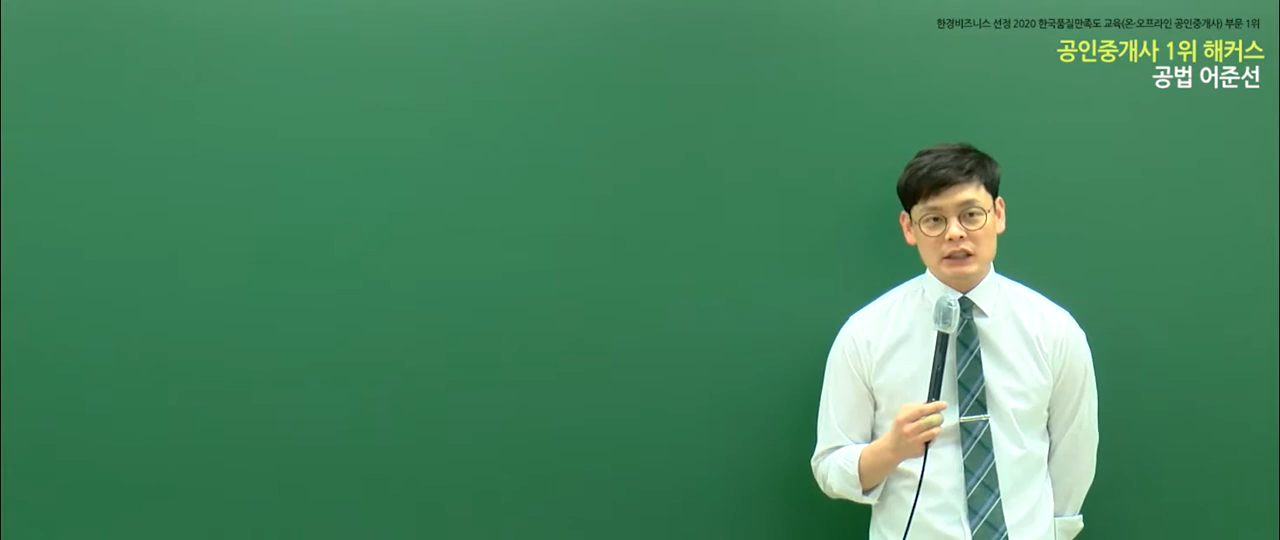 한경비즈니스 선정 2020 한국품질만족도 교육(온·오프라인 공인중개사) 부문 1위
공인중개사 1위 해커스
공법 어준선